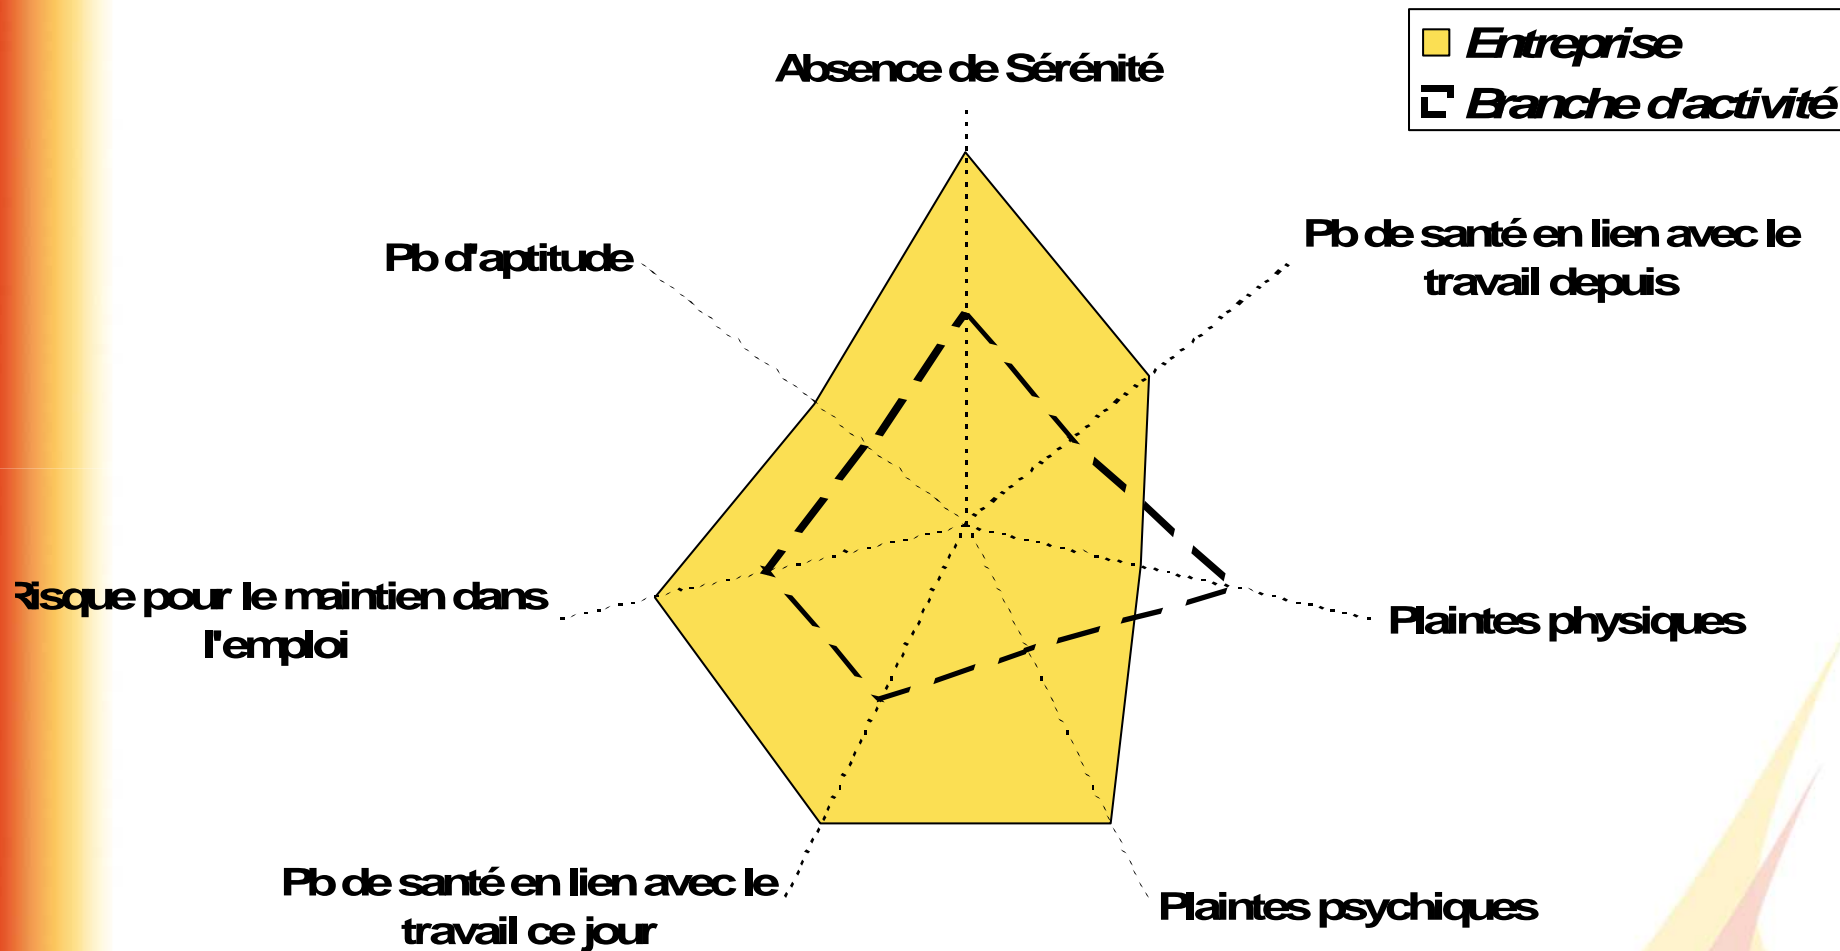 Entreprise
Branche d'activité
Absence de Sérénité
Pb de santé en lien avec le
travail depuis
Pb d'aptitude
Risque pour le maintien dans
l'emploi
Plaintes physiques
Pb de santé en lien avec le
travail ce jour
Plaintes psychiques